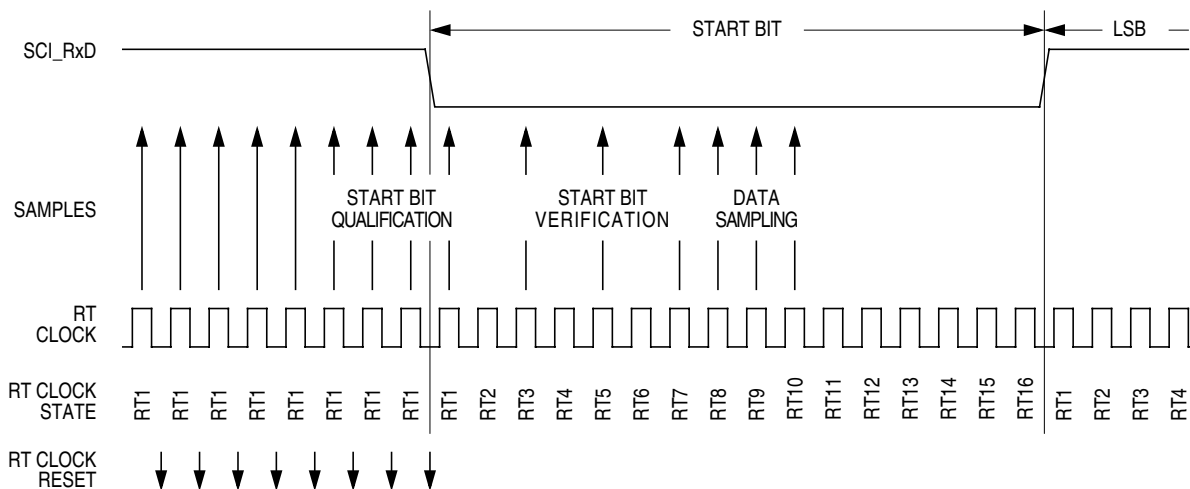 START BIT
LSB
SCI_RxD
SAMPLES
START BIT
QUALIFICATION
START BIT
VERIFICATION
DATA
SAMPLING
RT
CLOCK
RT CLOCK
STATE
RT1 RT1 RT1 RT1 RT1 RT1 RT1 RT1 RT1 RT2 RT3 RT4 RT5 RT6 RT7 RT8 RT9 RT10 RT11 RT12 RT13 RT14 RT15 RT16 RT1 RT2 RT3 RT4
RT CLOCK
RESET